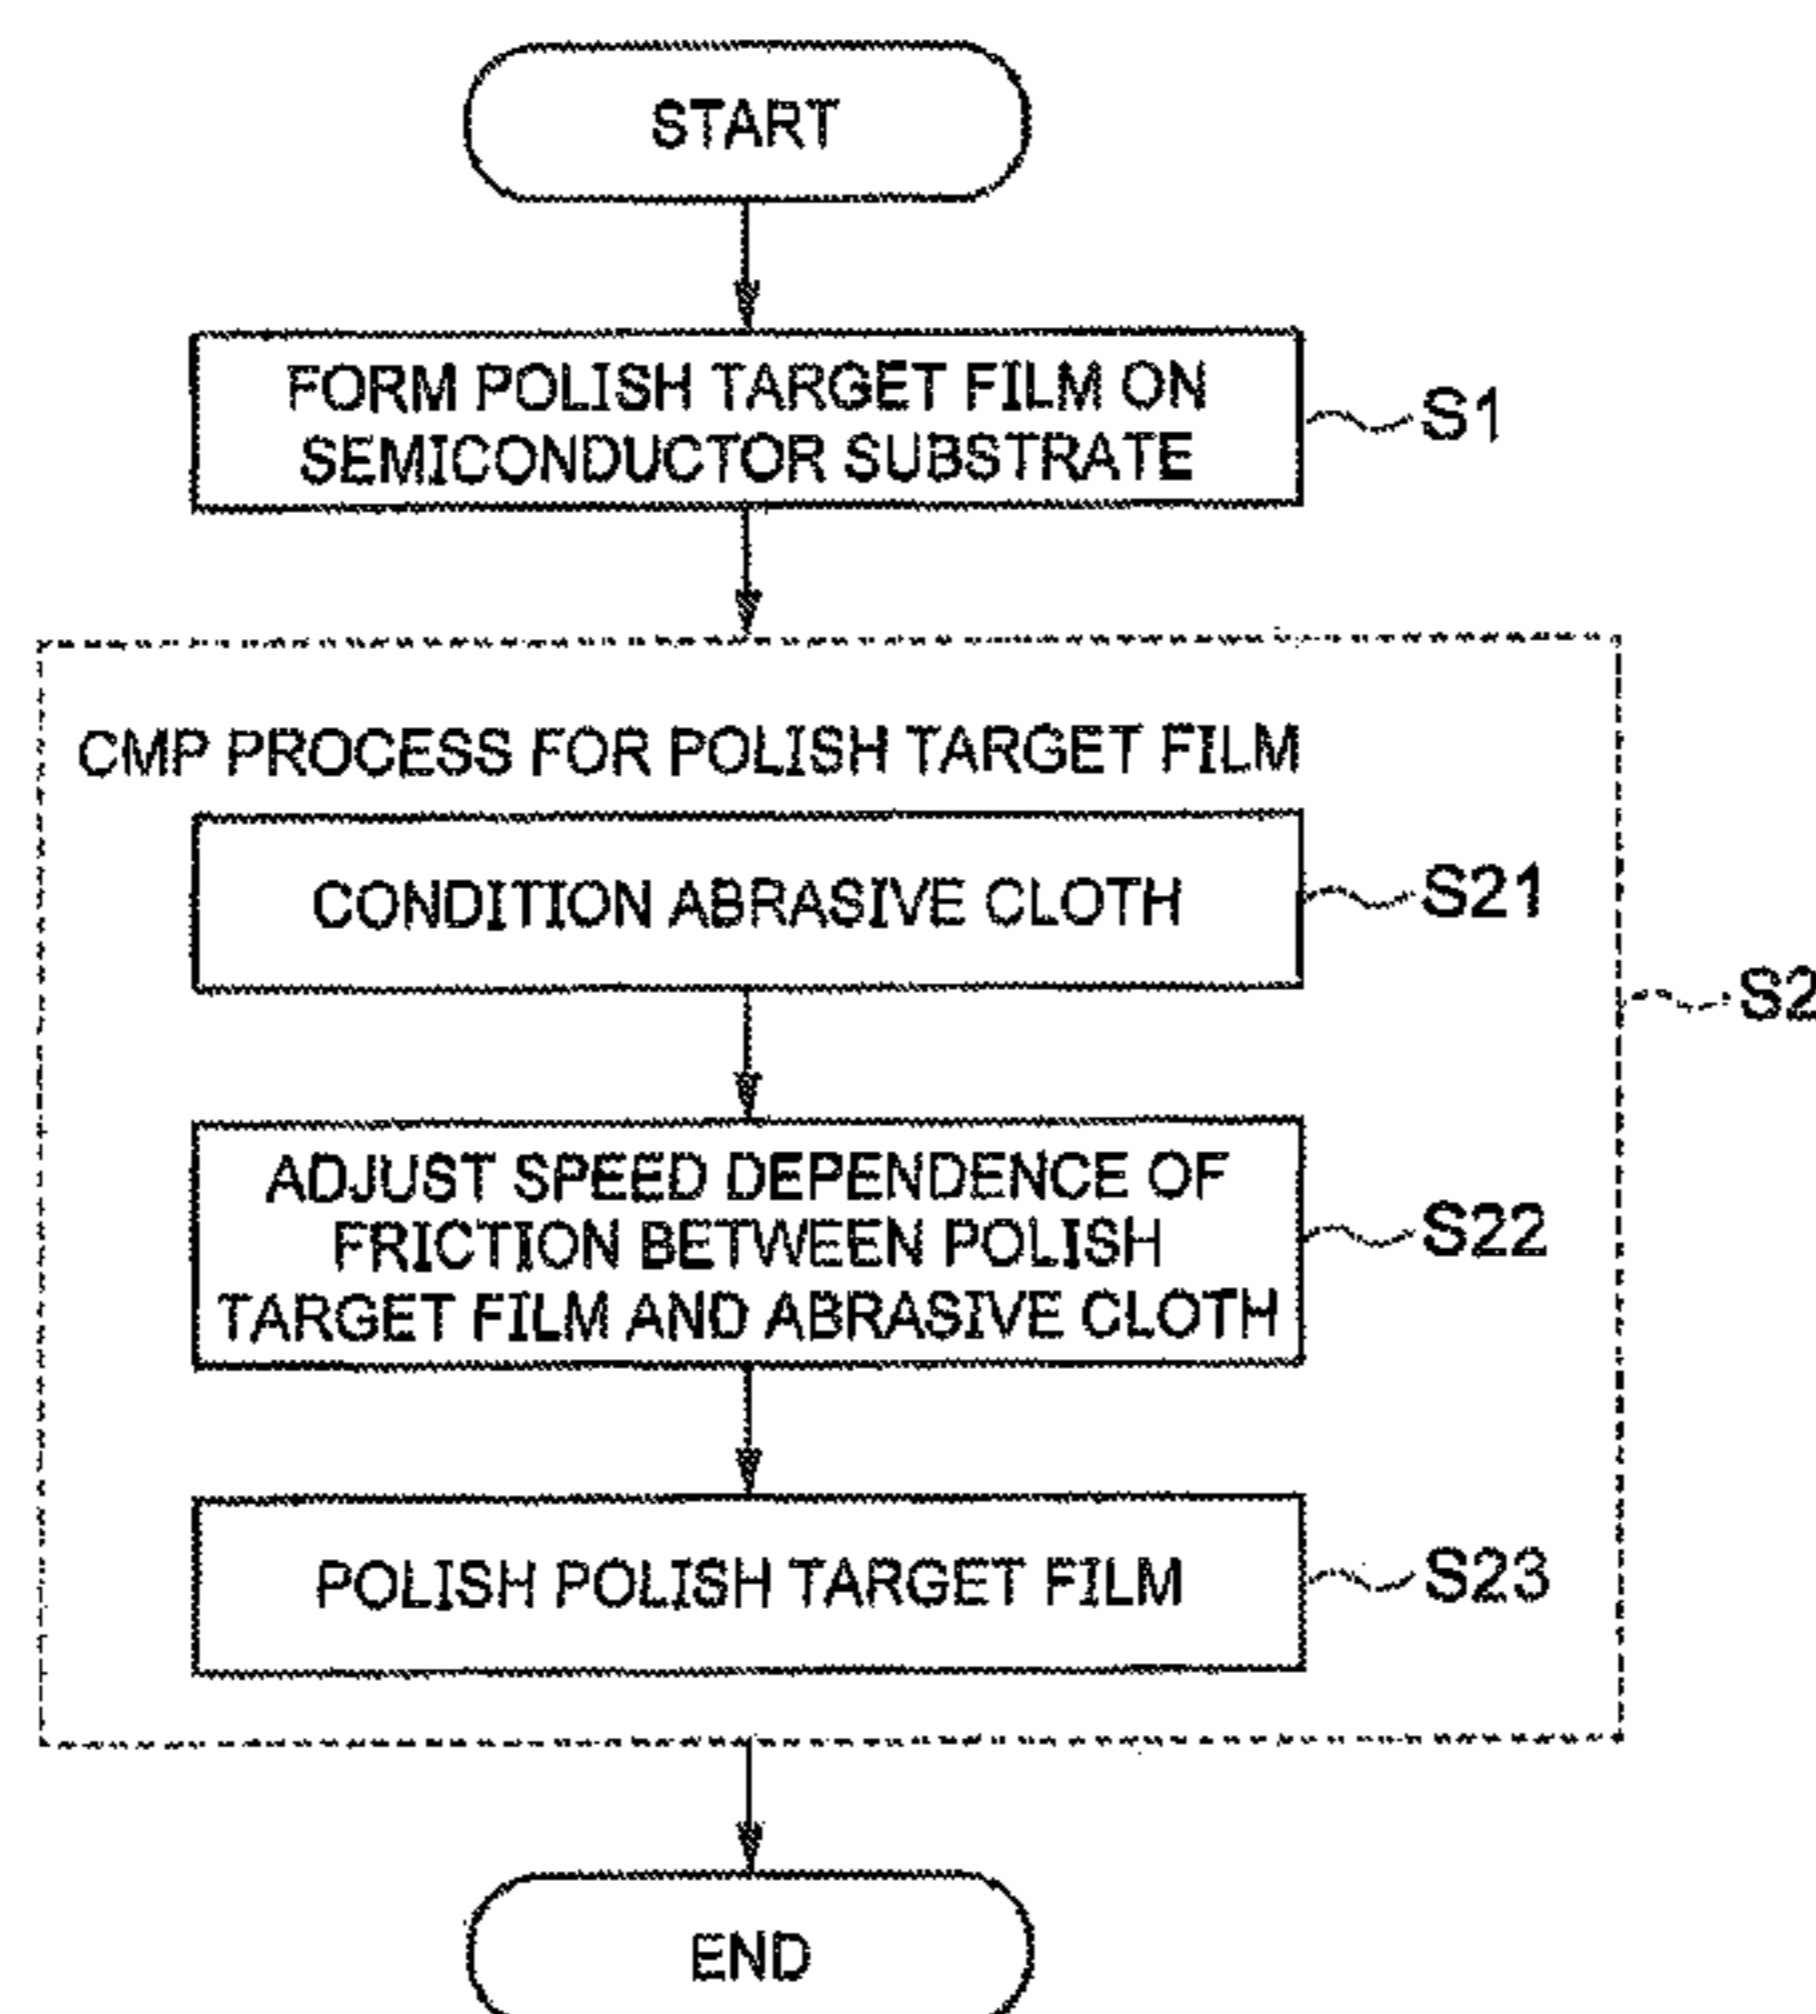 START
FORM POLISH TARGET FILM ON
SEMICONDUCTOR SUBSTRATE
S1
CMP PROCESS FOR POLISH TARGET FILM
CONDITION ABRASIVE CLOTH
S21
S2
ADJUST SPEED DEPENDENCE OF
FRICTION BETWEEN POLISH
TARGET FILM AND ABRASIVE CLOTH
S22
POLISH POLISH TARGET FILM
S23
END